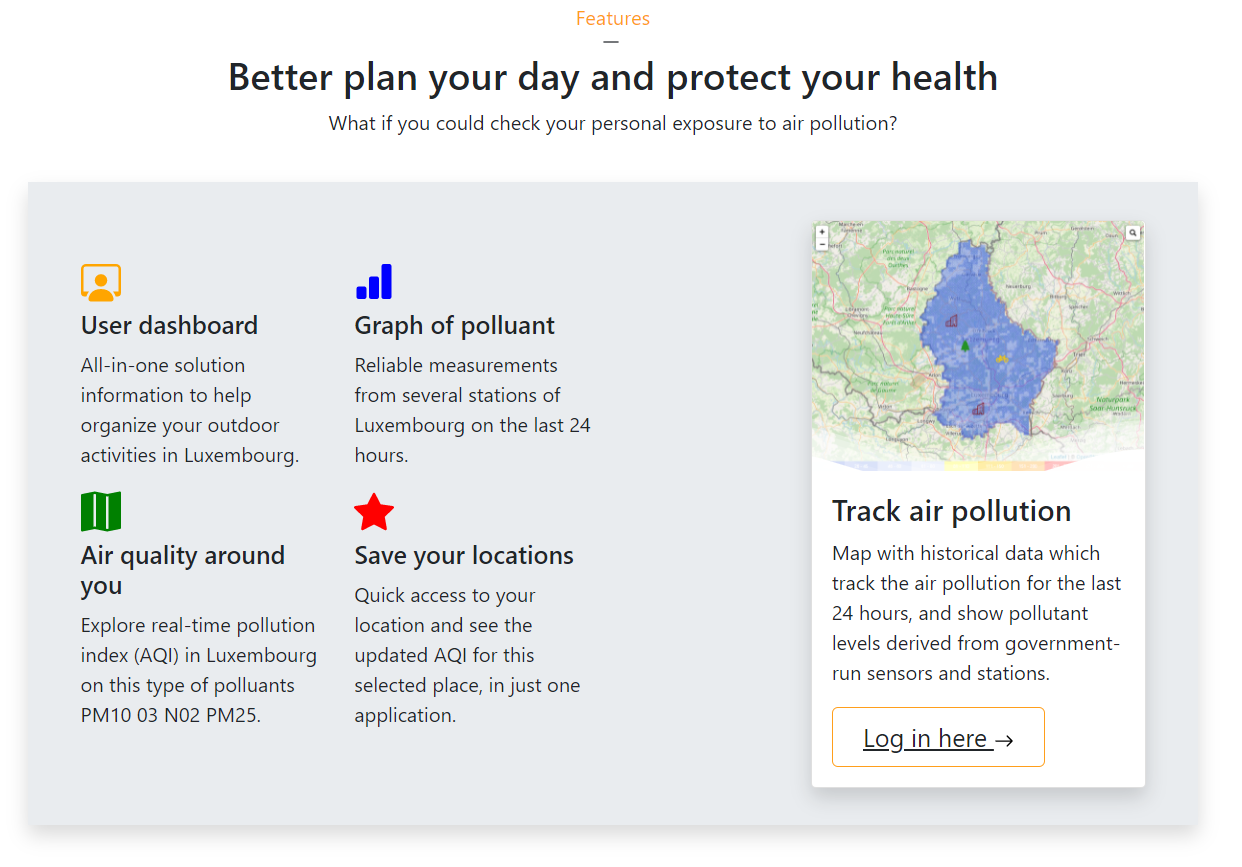 Features
Better plan your day and protect your health
What if you could check your personal exposure to air pollution?
User dashboard
All-in-one solution
information to help
organize your outdoor
activities in Luxembourg.
Graph of polluant
Reliable measurements
from several stations of
Luxembourg on the last 24
hours.
Air quality around
you
Explore real-time pollution
index (AQI) in Luxembourg
on this type of polluants
PM10 03 N02 PM25.
Save your locations
Quick access to your
location and see the
updated AQI for this
selected place, in just one
application.
+
−
Naturpark
Saar-Hunsrück
Track air pollution
Map with historical data which
track the air pollution for the last
24 hours, and show pollutant
levels derived from government-
run sensors and stations.
Log in here →